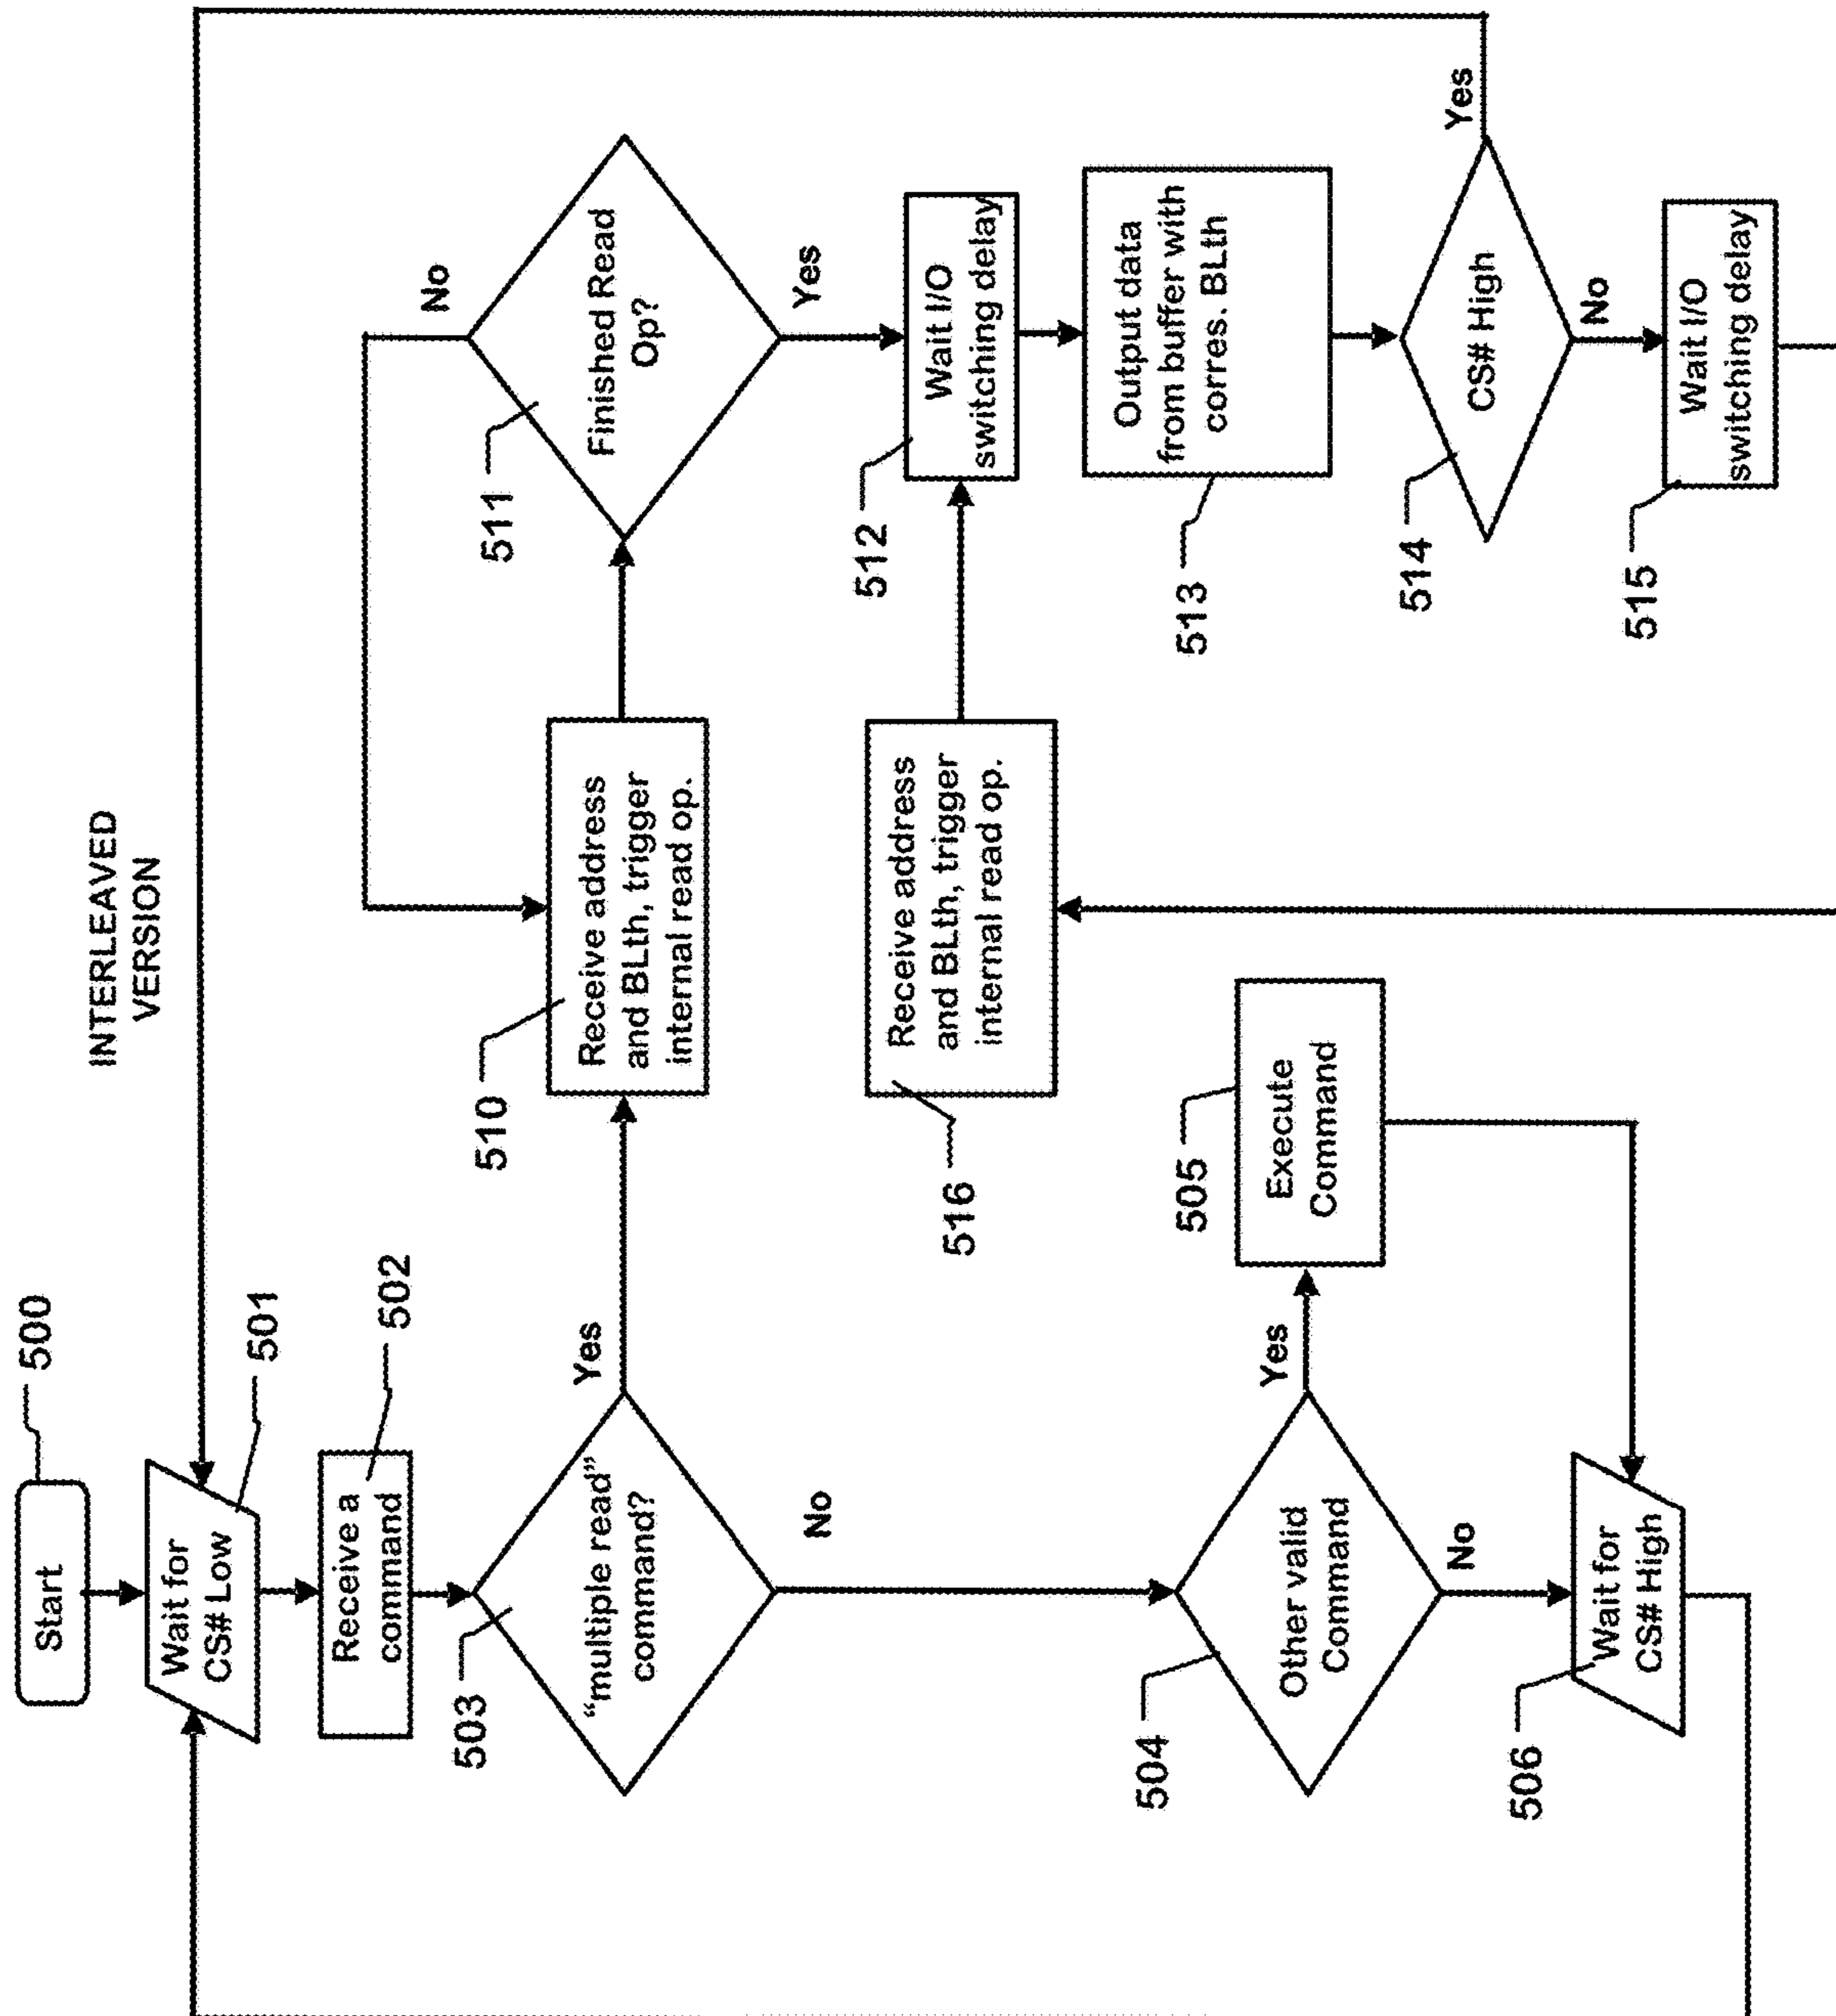 INTERLEAVED
VERSION
Start
500
Wait for
CS# Low
501
Receive a
command
502
“multiple read”
command?
503
Yes
No
Other valid
Command
504
Yes
No
Execute
Command
505
Wait for
CS# High
506
Receive address
and BLth, trigger
internal read op.
510
Finished Read
Op?
511
No
Yes
Wait I/O
switching delay
512
Output data
from buffer with
corres. BLth
513
CS# High
514
Yes
No
Wait I/O
switching delay
515
Receive address
and BLth, trigger
internal read op.
516